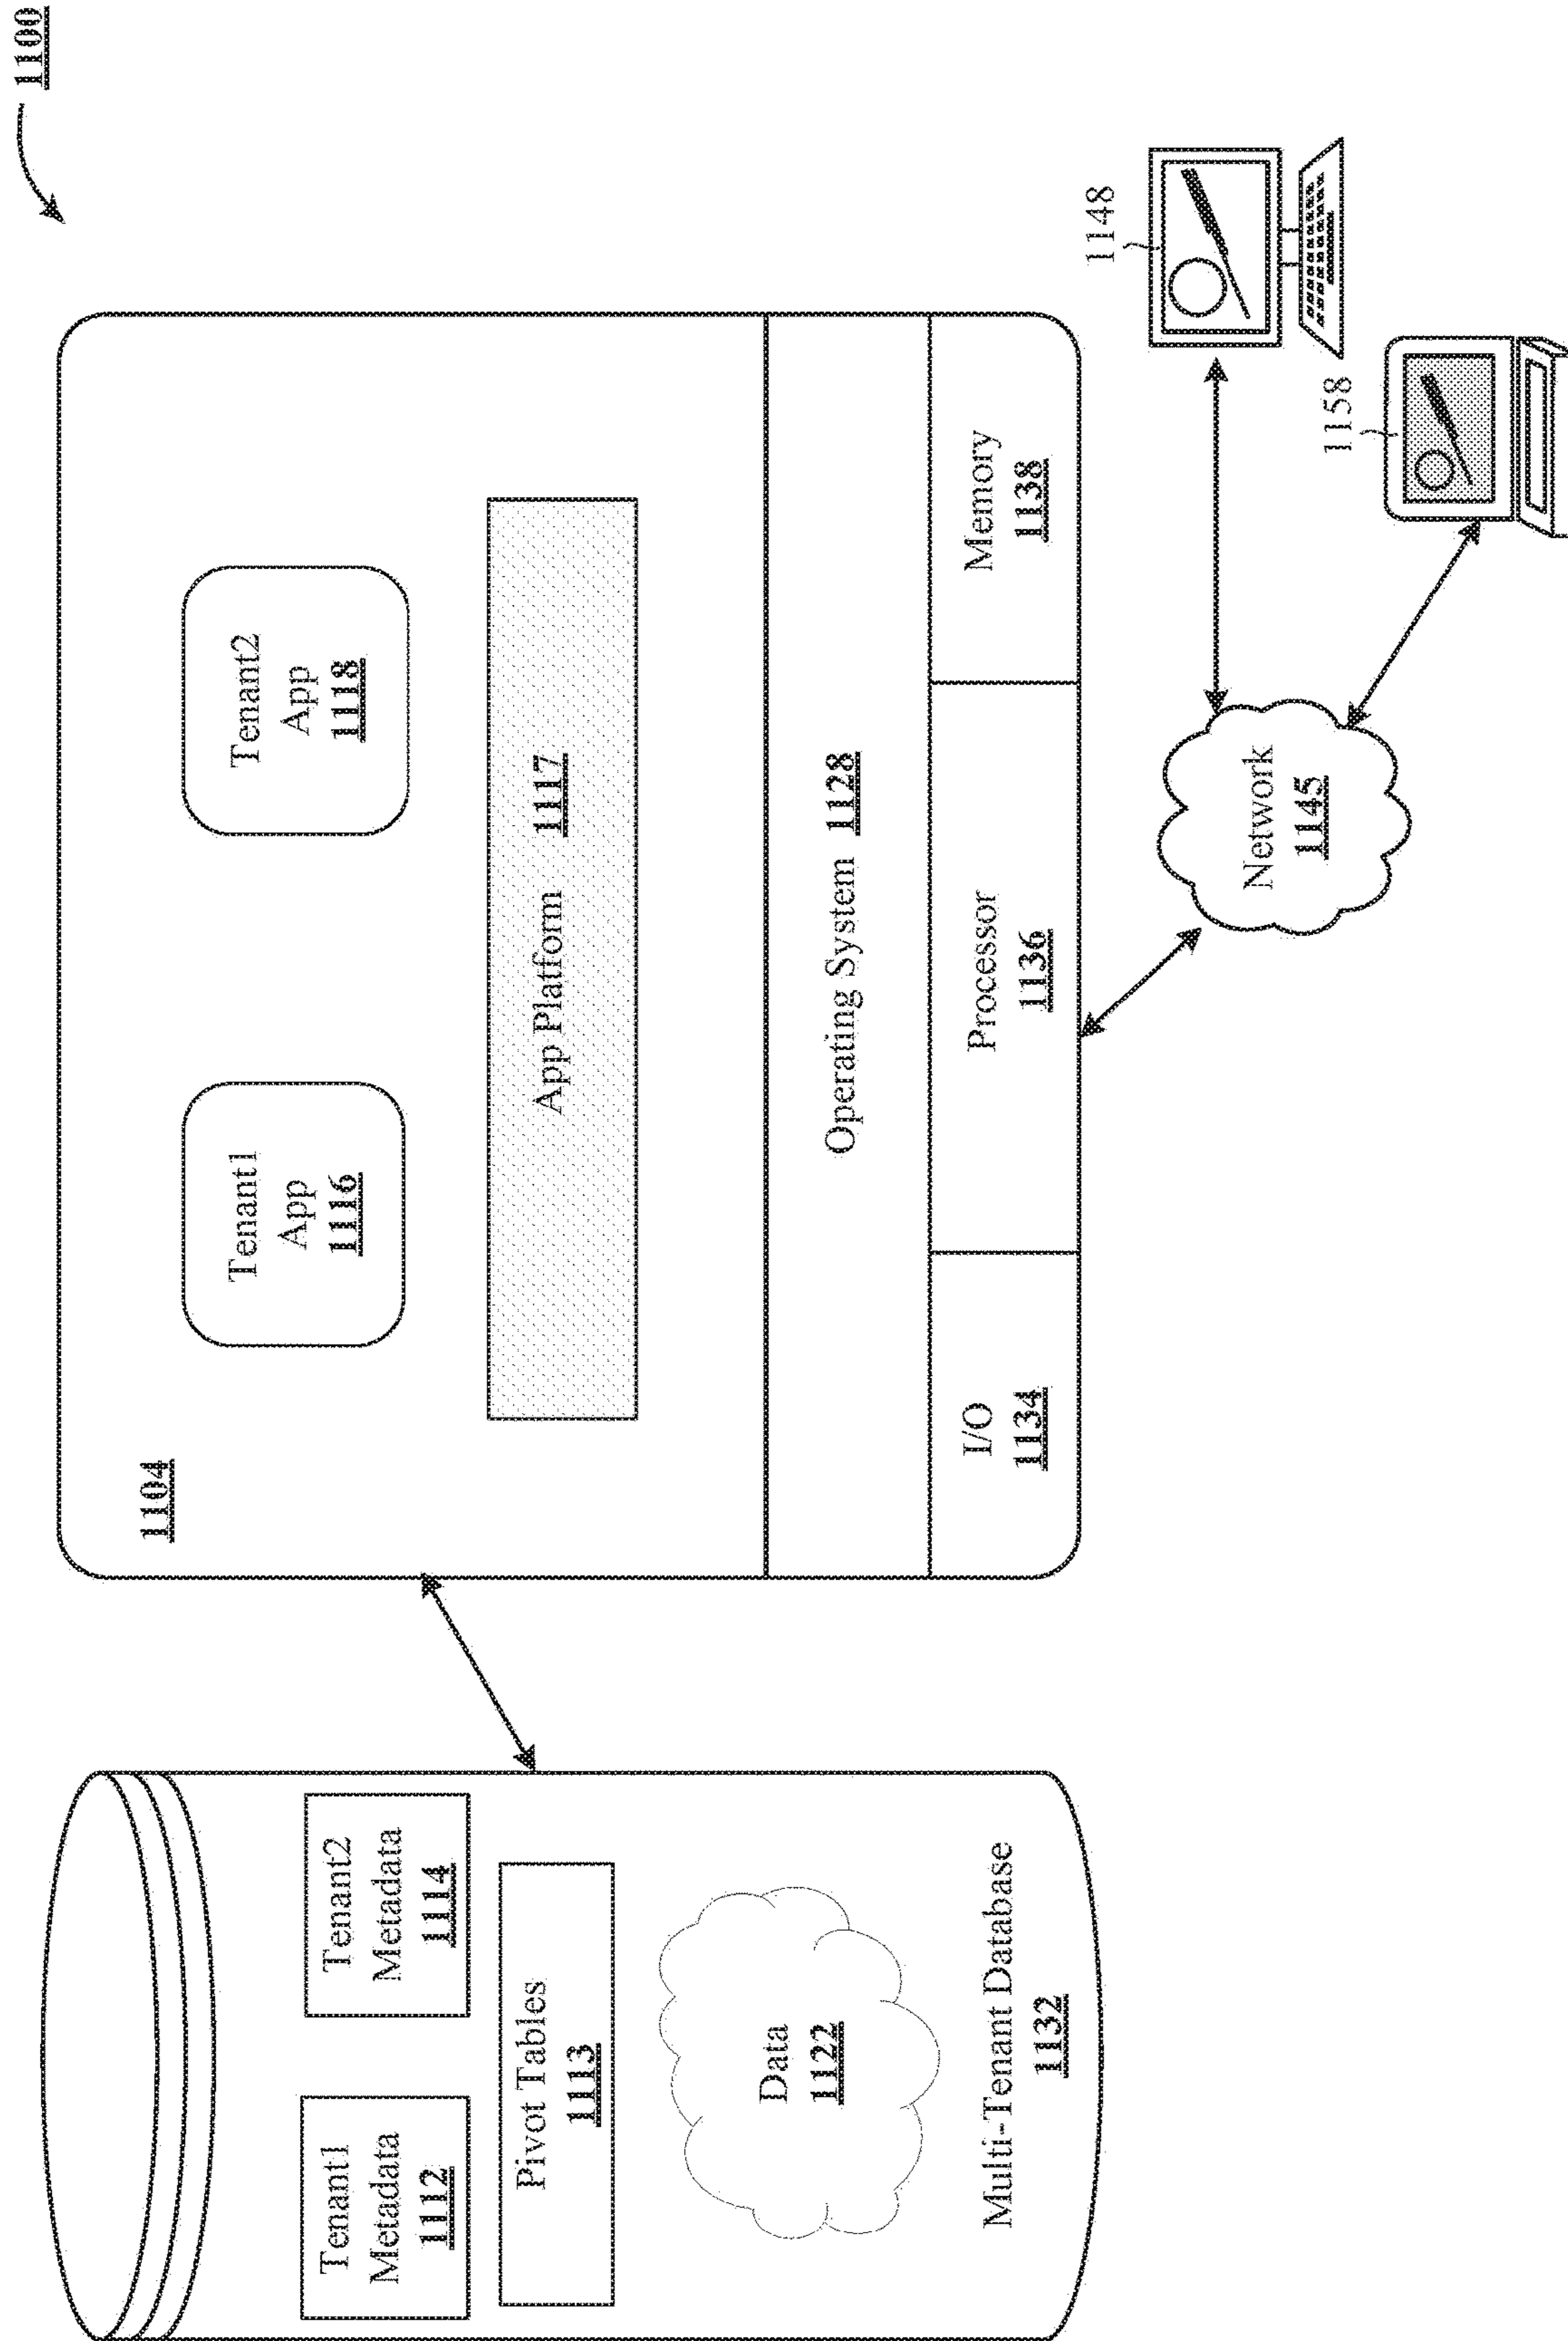 1100
1104
Tenant1
App
1116
Tenant2
App
1118
App Platform 1117
Operating System 1128
I/O
1134
Processor
1136
Memory
1138
Tenant1
Metadata
1112
Tenant2
Metadata
1114
Pivot Tables
1113
Data
1122
Multi-Tenant Database
1132
Network
1145
1148
1158